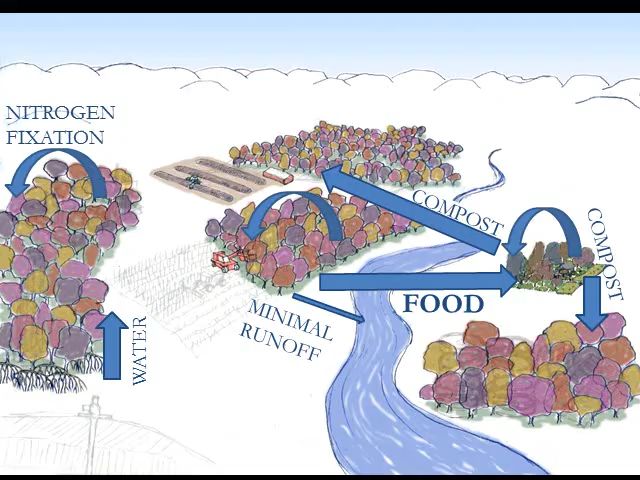 NITROGEN
FIXATION
COMPOST
COMPOST
FOOD
MINIMAL
RUNOFF
WATER